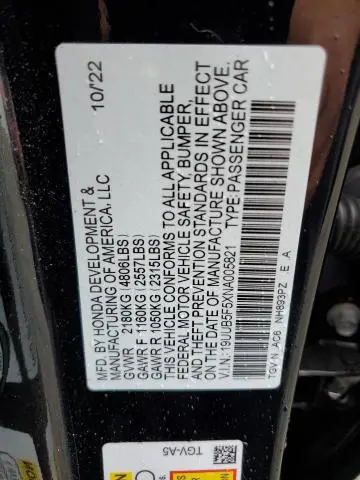 MFD. BY HONDA DEVELOPMENT & 10/22
MANUFACTURING OF AMERICA, LLC
GVWR 2180KG (4806LBS)
GAWR F 1160KG (2557LBS)
GAWR R 1050KG (2315LBS)
THIS VEHICLE CONFORMS TO ALL APPLICABLE
FEDERAL MOTOR VEHICLE SAFETY, BUMPER,
AND THEFT PREVENTION STANDARDS IN EFFECT
ON THE DATE OF MANUFACTURE SHOWN ABOVE.
V.I.N.: 19UUB5F5XNA005821 TYPE:PASSENGER CAR
TGV N AC6 NH893PZ E A
TGV-A5